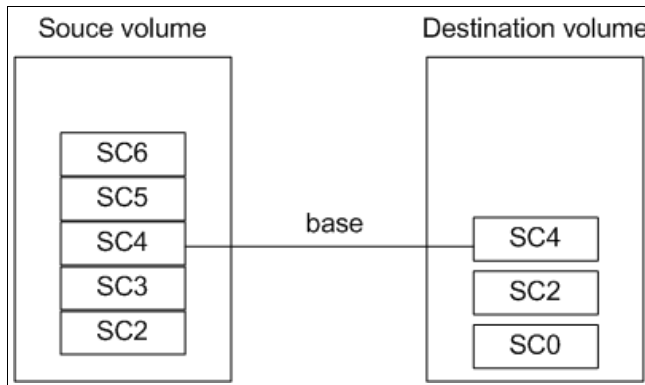 Souce volume
Destination volume
SC6
SC5
SC4
SC3
SC2
base
SC4
SC2
SC0